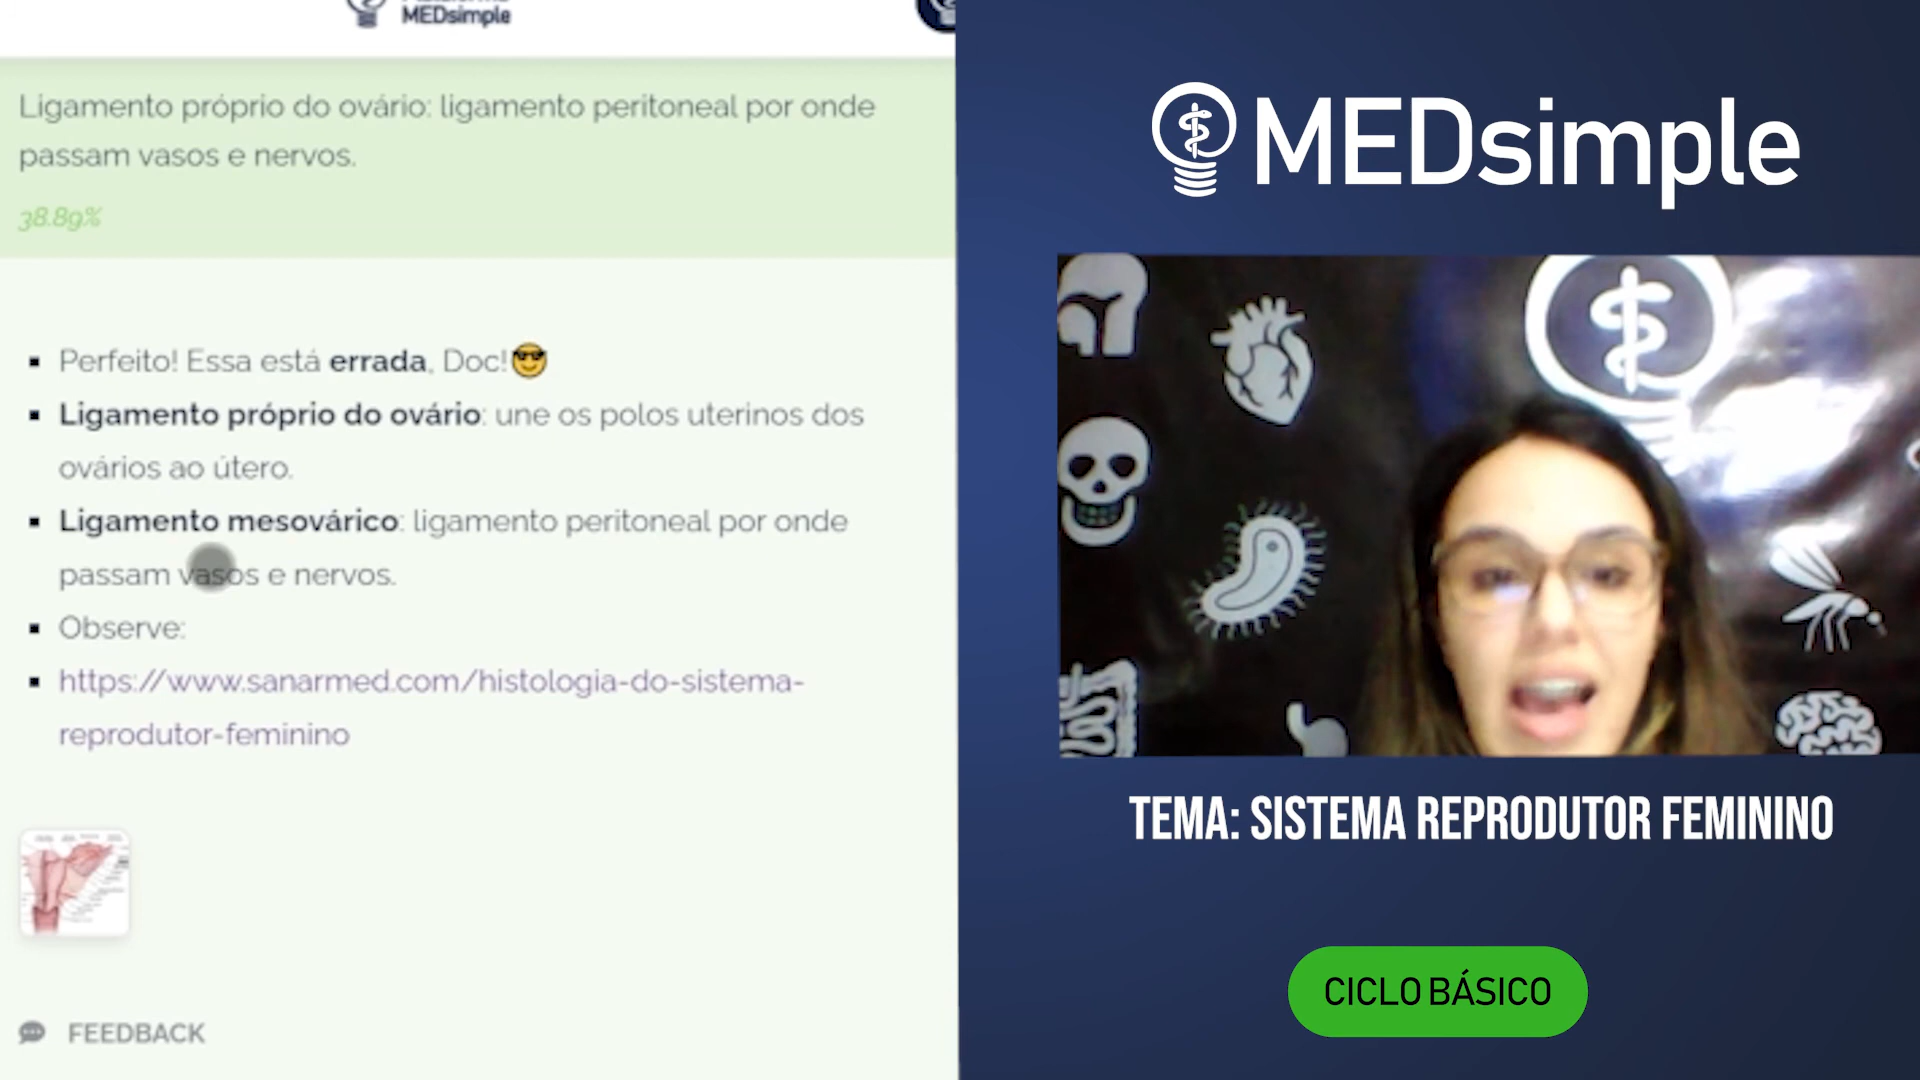 MEDsimple
Ligamento próprio do ovário: ligamento peritoneal por onde
passam vasos e nervos.
38.89%
Perfeito! Essa está errada, Doc!
Ligamento próprio do ovário: une os polos uterinos dos
ovários ao útero.
Ligamento mesovárico: ligamento peritoneal por onde
passam vasos e nervos.
Observe:
https://www.sanarmed.com/histologia-do-sistema-
reprodutor-feminino
FEEDBACK
MEDsimple
TEMA: SISTEMA REPRODUTOR FEMININO
CICLO BÁSICO